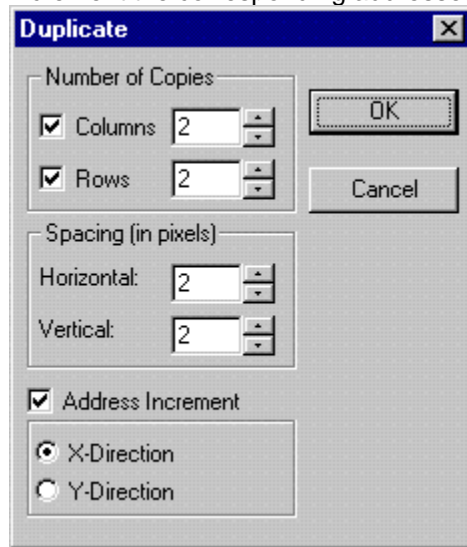 Duplicate
Number of Copies
Columns 2
Rows 2
OK
Cancel
Spacing (in pixels)
Horizontal: 2
Vertical: 2
Address Increment
X-Direction
Y-Direction